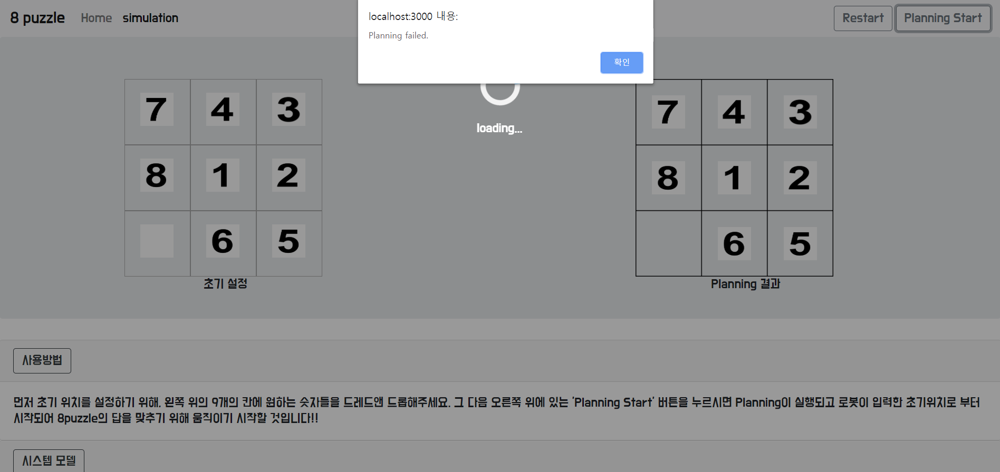 8 puzzle Home simulation
localhost:3000 내용:
Planning failed.
확인
Restart Planning Start
7 4 3
8 1 2
6 5
초기 설정
loading...
7 4 3
8 1 2
6 5
Planning 결과
사용방법
먼저 초기 위치를 설정하기 위해, 왼쪽 위의 9개의 칸에 원하는 숫자들을 드레드앤 드롭해주세요. 그 다음 오른쪽 위에 있는 'Planning Start' 버튼을 누르시면 Planning이 실행되고 로봇이 입력한 초기위치로 부터
시작되어 8puzzle의 답을 맞추기 위해 움직이기 시작할 것입니다!!
시스템 모델